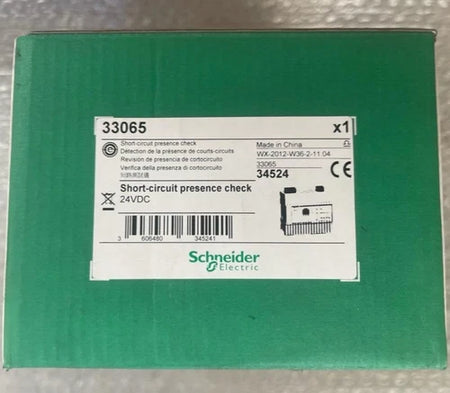 33065
x1
Short-circuit presence check
Détection de la présence de courts-circuits
Revisión de presencia de cortocircuito
Verifica della presenza di cortocircuito
Made in China
WX-2012-W36-2-11.04
33065
34524
CE
Short-circuit presence check
24VDC
3 606480 345241
Schneider
Electric